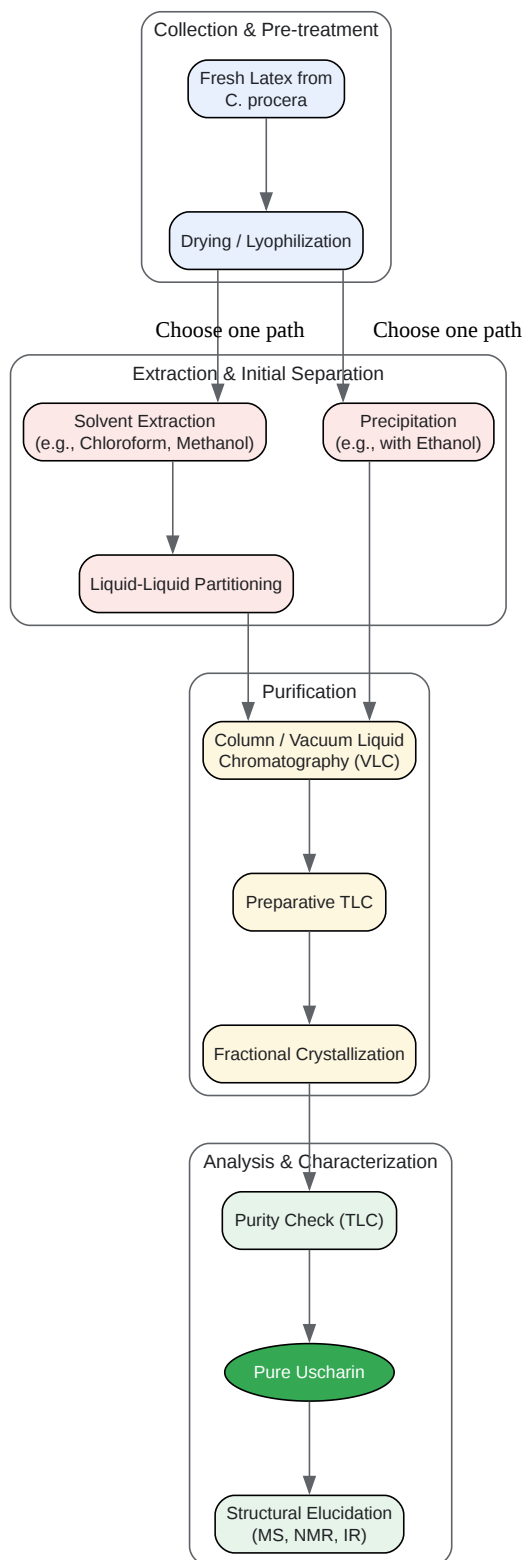 Collection & Pre-treatment
Fresh Latex from
C. procera
Drying / Lyophilization
Choose one path
Choose one path
Extraction & Initial Separation
Solvent Extraction
(e.g., Chloroform, Methanol)
Precipitation
(e.g., with Ethanol)
Liquid-Liquid Partitioning
Purification
Column / Vacuum Liquid
Chromatography (VLC)
Preparative TLC
Fractional Crystallization
Analysis & Characterization
Purity Check (TLC)
Pure Uscharin
Structural Elucidation
(MS, NMR, IR)